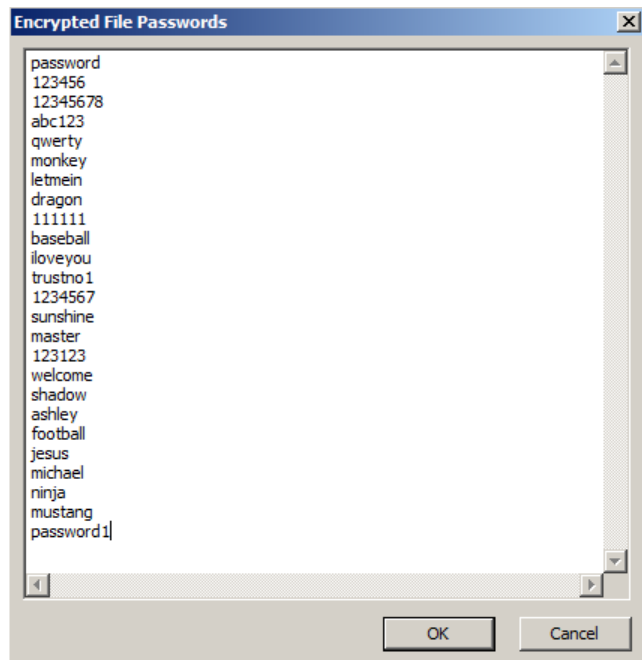 Encrypted File Passwords
password
123456
12345678
abc123
qwerty
monkey
letmein
dragon
111111
baseball
iloveyou
trustno1
1234567
sunshine
master
123123
welcome
shadow
ashley
football
jesus
michael
ninja
mustang
password1
OK Cancel